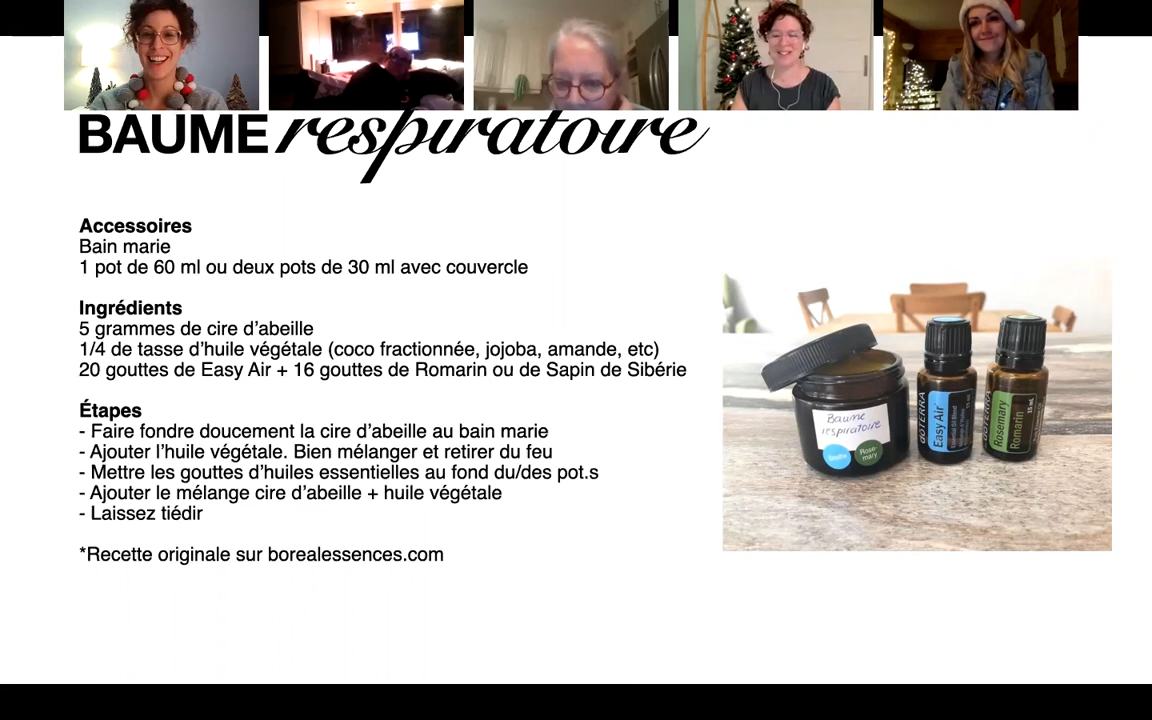 BAUME respiratoire
Accessoires
Bain marie
1 pot de 60 ml ou deux pots de 30 ml avec couvercle
Ingrédients
5 grammes de cire d'abeille
1/4 de tasse d'huile végétale (coco fractionnée, jojoba, amande, etc)
20 gouttes de Easy Air + 16 gouttes de Romarin ou de Sapin de Sibérie
Étapes
- Faire fondre doucement la cire d'abeille au bain marie
- Ajouter l'huile végétale. Bien mélanger et retirer du feu
- Mettre les gouttes d'huiles essentielles au fond du/des pot.s
- Ajouter le mélange cire d'abeille + huile végétale
- Laissez tiédir
*Recette originale sur borealessences.com
Baume
respiratoire
Rose-
mary
dōTERRA
Easy Air
dōTERRA
Rosemary
Romarin
15 mL